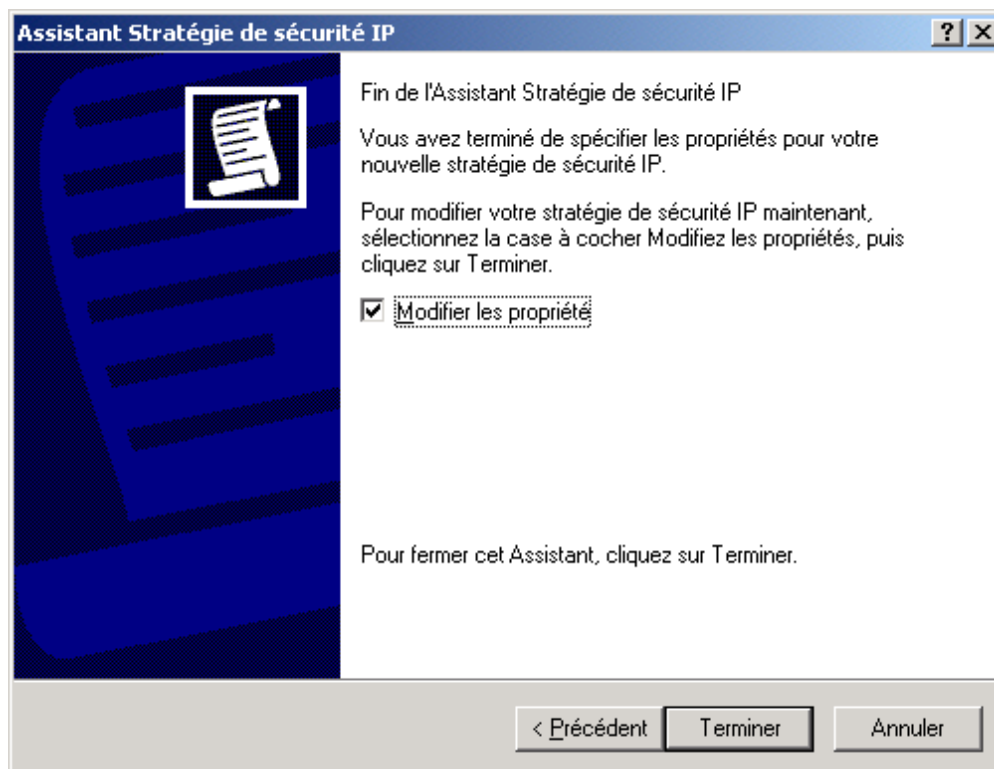 Assistant Stratégie de sécurité IP
Fin de l'Assistant Stratégie de sécurité IP
Vous avez terminé de spécifier les propriétés pour votre
nouvelle stratégie de sécurité IP.
Pour modifier votre stratégie de sécurité IP maintenant,
sélectionnez la case à cocher Modifiez les propriétés, puis
cliquez sur Terminer.
Modifier les propriété
Pour fermer cet Assistant, cliquez sur Terminer.
< Précédent Terminer Annuler